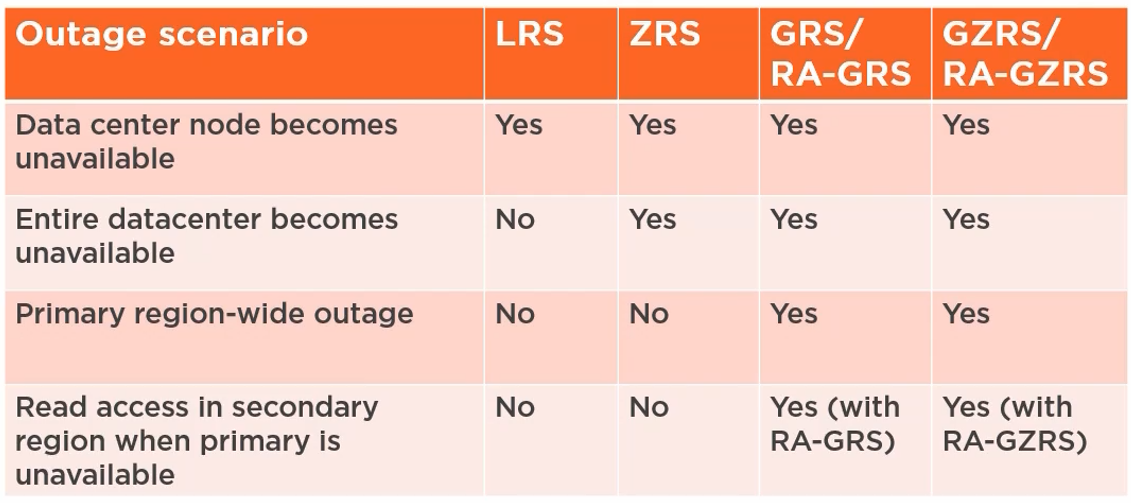 Outage scenario
LRS
ZRS
GRS/
RA-GRS
GZRS/
RA-GZRS
Data center node becomes
unavailable
Yes
Yes
Yes
Yes
Entire datacenter becomes
unavailable
No
Yes
Yes
Yes
Primary region-wide outage
No
No
Yes
Yes
Read access in secondary
region when primary is
unavailable
No
No
Yes (with
RA-GRS)
Yes (with
RA-GZRS)